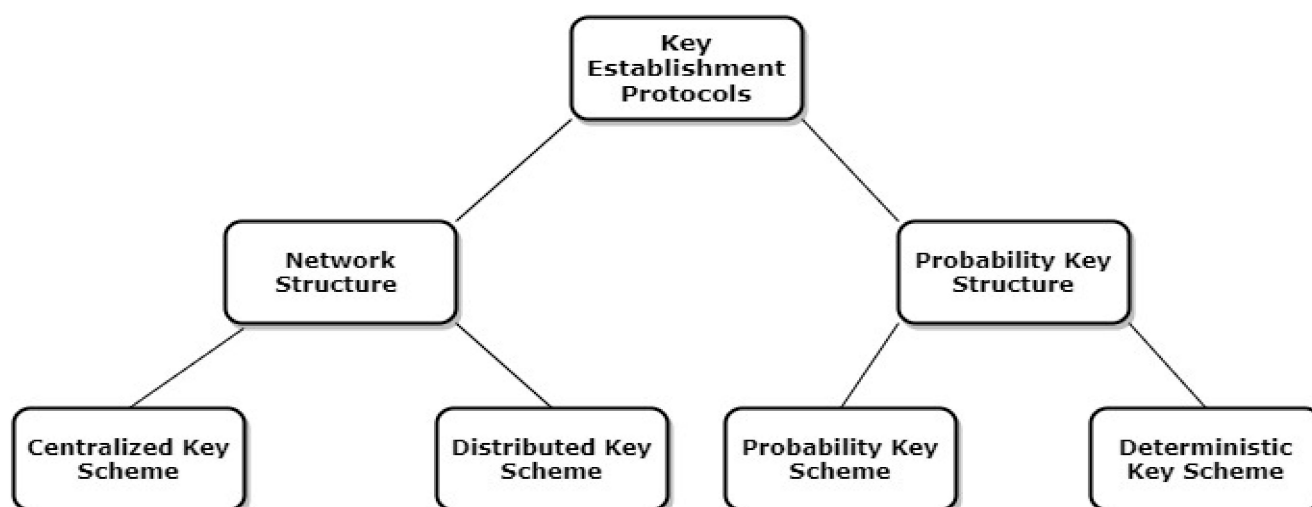 Key
Establishment
Protocols
Network
Structure
Probability Key
Structure
Centralized Key
Scheme
Distributed Key
Scheme
Probability Key
Scheme
Deterministic
Key Scheme